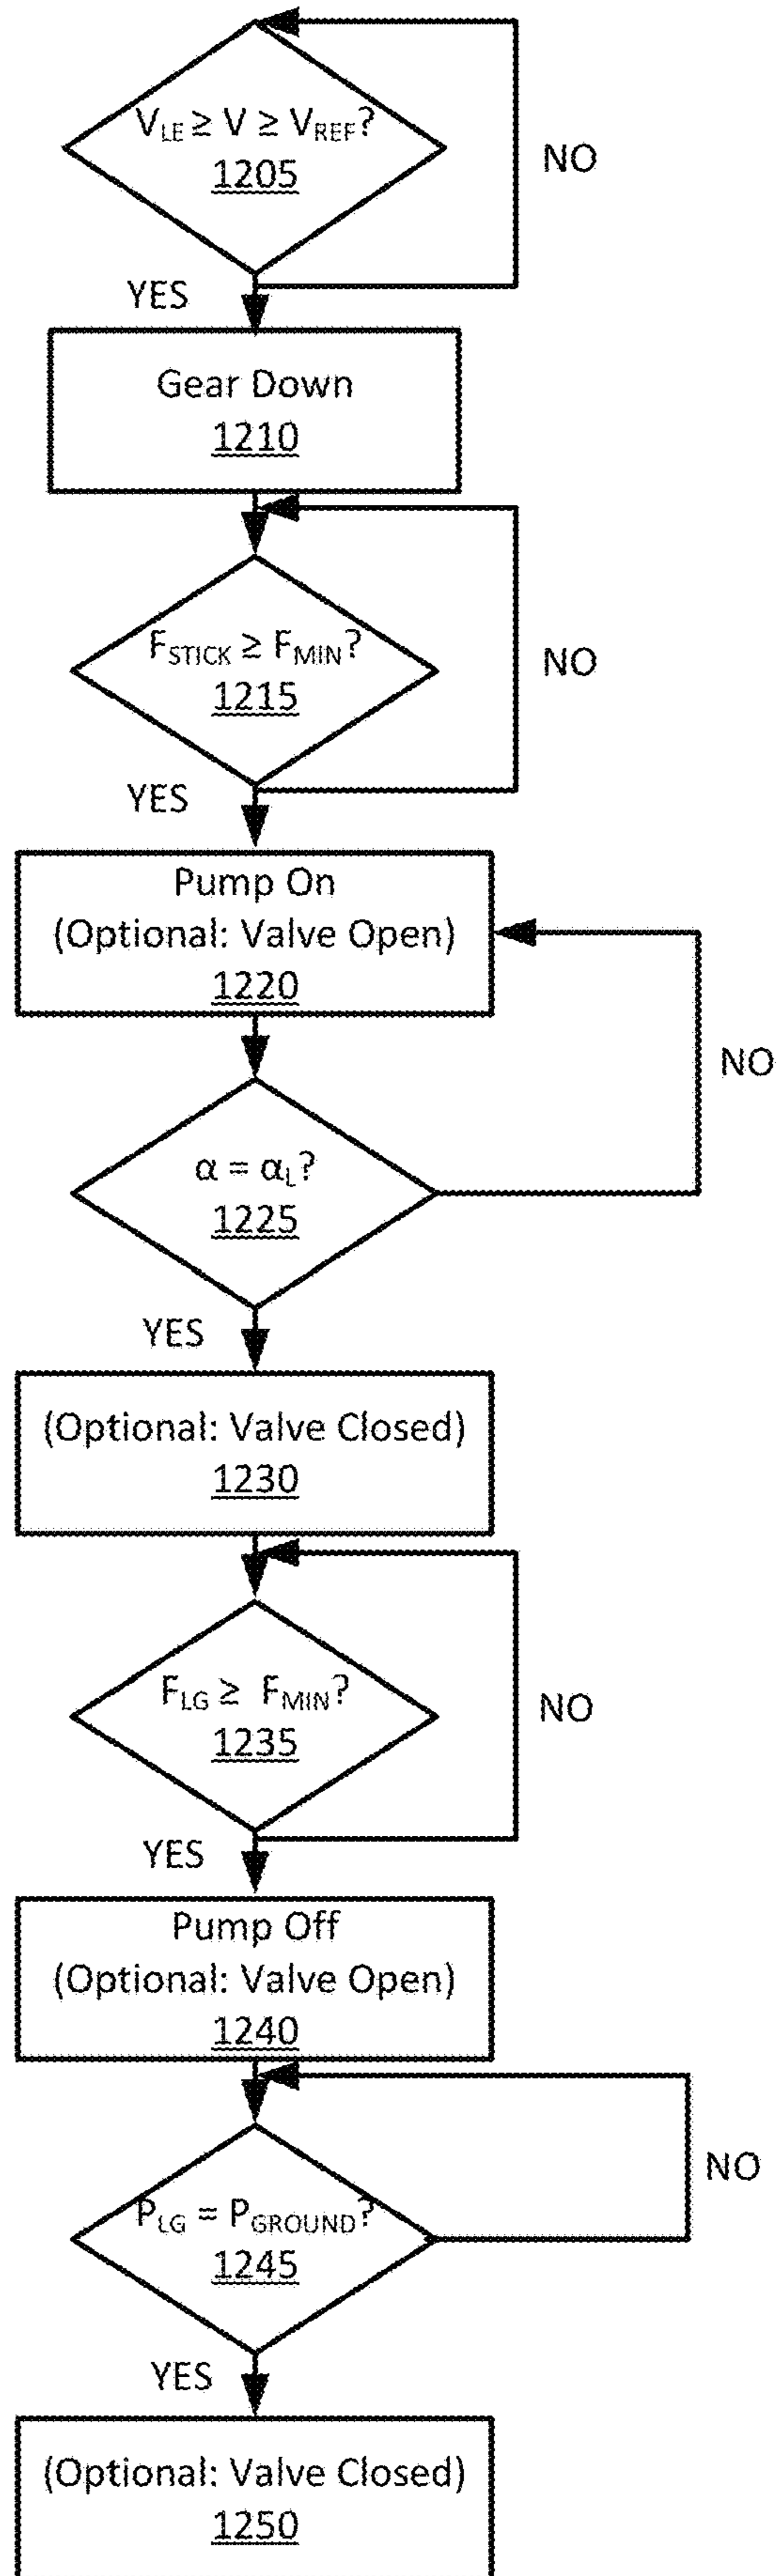 V_LE ≥ V ≥ V_REF?
1205
NO
YES
Gear Down
1210
F_STICK ≥ F_MIN?
1215
NO
YES
Pump On
(Optional: Valve Open)
1220
NO
α = α_L?
1225
YES
(Optional: Valve Closed)
1230
F_LG ≥ F_MIN?
1235
NO
YES
Pump Off
(Optional: Valve Open)
1240
NO
P_LG = P_GROUND?
1245
YES
(Optional: Valve Closed)
1250